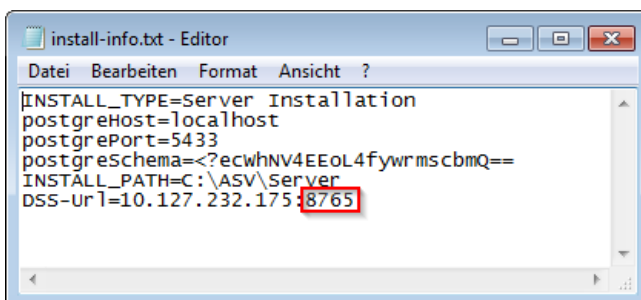 install-info.txt - Editor
Datei Bearbeiten Format Ansicht ?
INSTALL_TYPE=Server Installation
postgreHost=localhost
postgrePort=5433
postgreSchema=<?ecWhNV4EEoL4fywrmscbmQ==
INSTALL_PATH=C:\ASV\Server
DSS-Url=10.127.232.175:8765